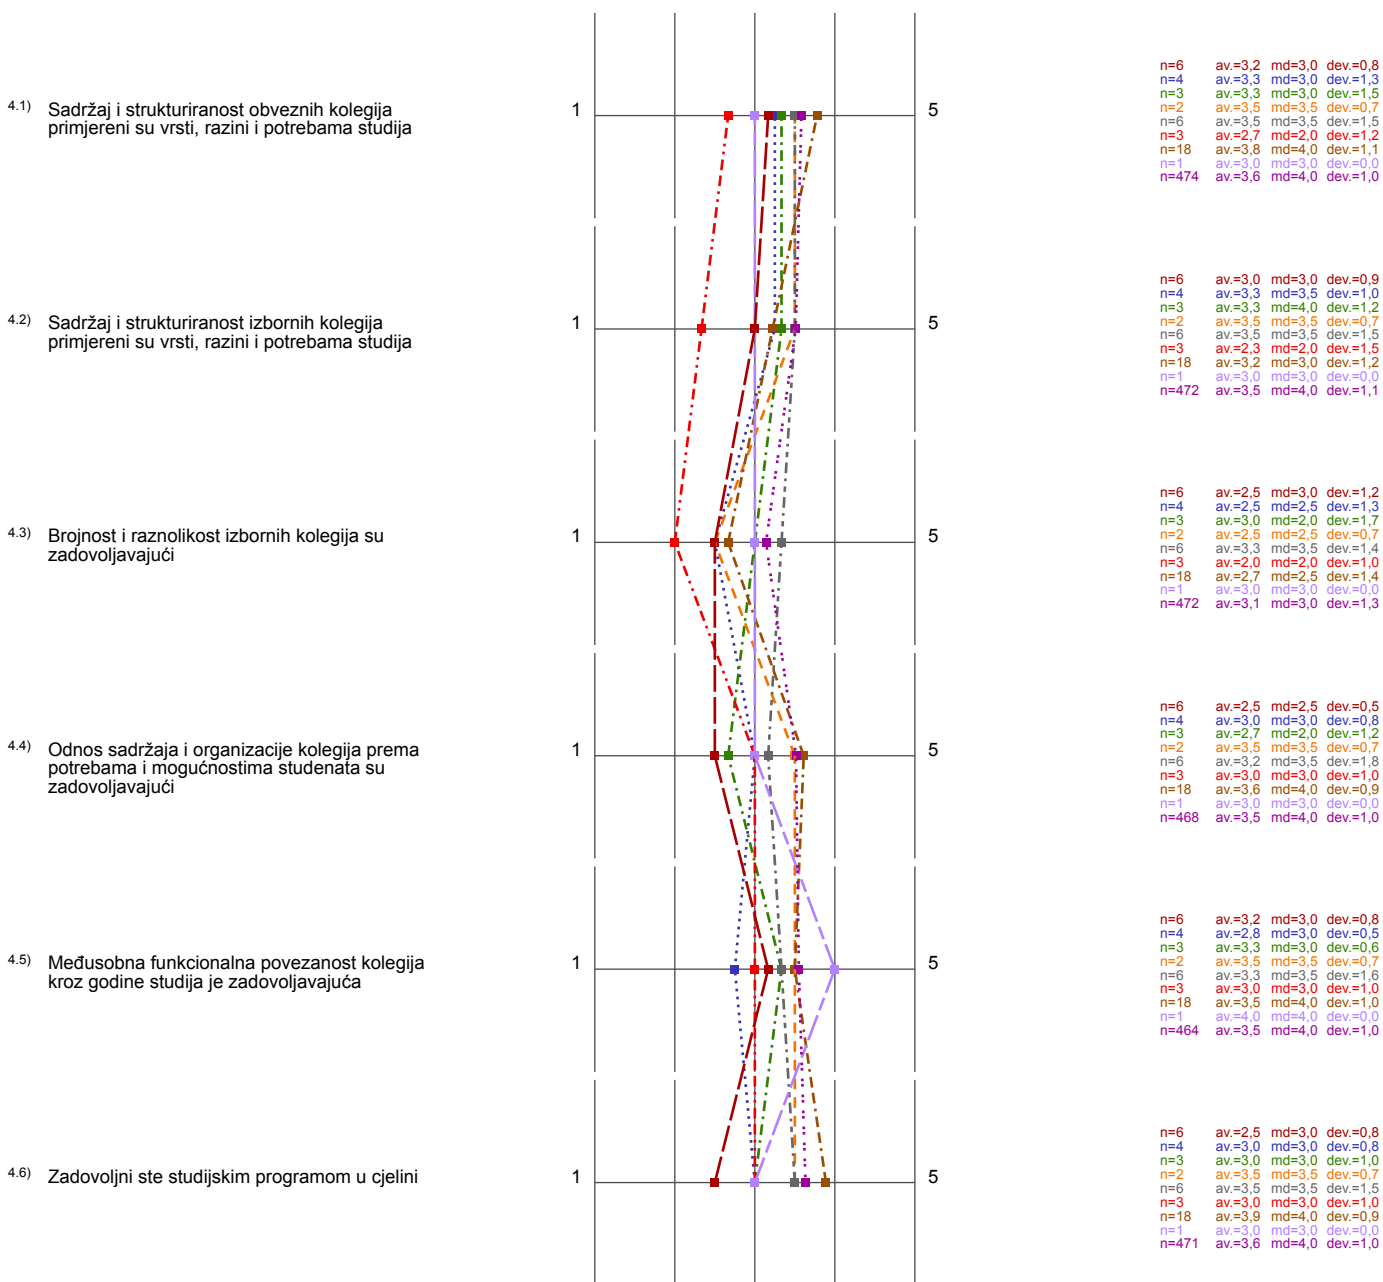 4.1) Sadržaj i strukturiranost obveznih kolegija
primjereni su vrsti, razini i potrebama studija
1 5
n=6 av.=3,2 md=3,0 dev.=0,8
n=4 av.=3,3 md=3,0 dev.=1,3
n=3 av.=3,3 md=3,0 dev.=1,5
n=2 av.=3,5 md=3,5 dev.=0,7
n=6 av.=3,5 md=3,5 dev.=1,5
n=3 av.=2,7 md=2,0 dev.=1,2
n=18 av.=3,8 md=4,0 dev.=1,1
n=1 av.=3,0 md=3,0 dev.=0,0
n=474 av.=3,6 md=4,0 dev.=1,0
4.2) Sadržaj i strukturiranost izbornih kolegija
primjereni su vrsti, razini i potrebama studija
1 5
n=6 av.=3,0 md=3,0 dev.=0,9
n=4 av.=3,3 md=3,5 dev.=1,0
n=3 av.=3,3 md=4,0 dev.=1,2
n=2 av.=3,5 md=3,5 dev.=0,7
n=6 av.=3,5 md=3,5 dev.=1,5
n=3 av.=2,3 md=2,0 dev.=1,5
n=18 av.=3,2 md=3,0 dev.=1,2
n=1 av.=3,0 md=3,0 dev.=0,0
n=472 av.=3,5 md=4,0 dev.=1,1
4.3) Brojnost i raznolikost izbornih kolegija su
zadovoljavajući
1 5
n=6 av.=2,5 md=3,0 dev.=1,2
n=4 av.=2,5 md=2,5 dev.=1,3
n=3 av.=3,0 md=2,0 dev.=1,7
n=2 av.=2,5 md=2,5 dev.=0,7
n=6 av.=3,3 md=3,5 dev.=1,4
n=3 av.=2,0 md=2,0 dev.=1,0
n=18 av.=2,7 md=2,5 dev.=1,4
n=1 av.=3,0 md=3,0 dev.=0,0
n=472 av.=3,1 md=3,0 dev.=1,3
4.4) Odnos sadržaja i organizacije kolegija prema
potrebama i mogućnostima studenata su
zadovoljavajući
1 5
n=6 av.=2,5 md=2,5 dev.=0,5
n=4 av.=3,0 md=3,0 dev.=0,8
n=3 av.=2,7 md=2,0 dev.=1,2
n=2 av.=3,5 md=3,5 dev.=0,7
n=6 av.=3,2 md=3,5 dev.=1,8
n=3 av.=3,0 md=3,0 dev.=1,0
n=18 av.=3,6 md=4,0 dev.=0,9
n=1 av.=3,0 md=3,0 dev.=0,0
n=468 av.=3,5 md=4,0 dev.=1,0
4.5) Međusobna funkcionalna povezanost kolegija
kroz godine studija je zadovoljavajuća
1 5
n=6 av.=3,2 md=3,0 dev.=0,8
n=4 av.=2,8 md=3,0 dev.=0,5
n=3 av.=3,3 md=3,0 dev.=0,6
n=2 av.=3,5 md=3,5 dev.=0,7
n=6 av.=3,3 md=3,5 dev.=1,6
n=3 av.=3,0 md=3,0 dev.=1,0
n=18 av.=3,5 md=4,0 dev.=1,0
n=1 av.=4,0 md=4,0 dev.=0,0
n=464 av.=3,5 md=4,0 dev.=1,0
4.6) Zadovoljni ste studijskim programom u cjelini
1 5
n=6 av.=2,5 md=3,0 dev.=0,8
n=4 av.=3,0 md=3,0 dev.=0,8
n=3 av.=3,0 md=3,0 dev.=1,0
n=2 av.=3,5 md=3,5 dev.=0,7
n=6 av.=3,5 md=3,5 dev.=1,5
n=3 av.=3,0 md=3,0 dev.=1,0
n=18 av.=3,9 md=4,0 dev.=0,9
n=1 av.=3,0 md=3,0 dev.=0,0
n=471 av.=3,6 md=4,0 dev.=1,0